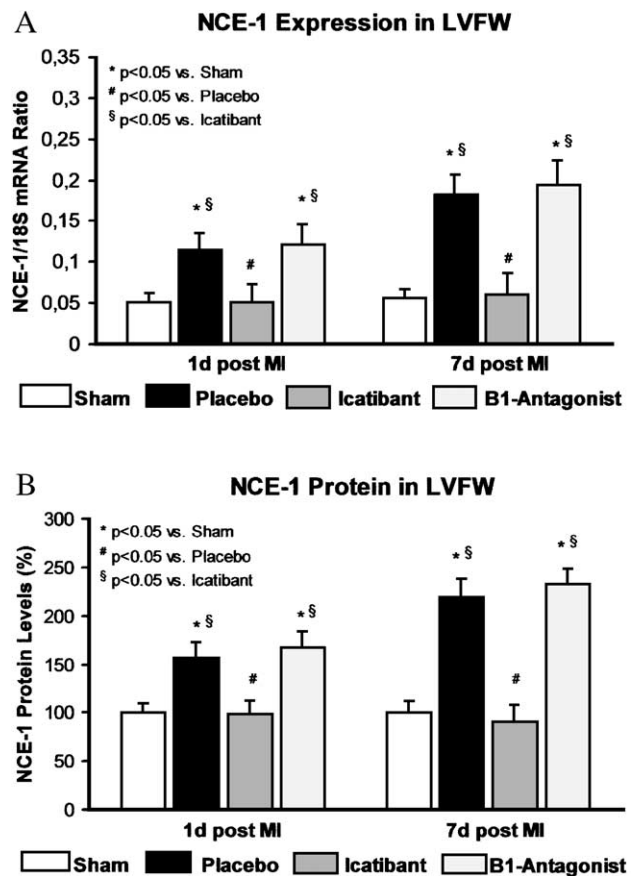 A
NCE-1 Expression in LVFW
NCE-1/18S mRNA Ratio
0,35
0,3
0,25
0,2
0,15
0,1
0,05
0
* p<0.05 vs. Sham
# p<0.05 vs. Placebo
§ p<0.05 vs. Icatibant
* §
#
* §
* §
#
* §
1d post MI
7d post MI
Sham Placebo Icatibant B1-Antagonist
B
NCE-1 Protein in LVFW
NCE-1 Protein Levels (%)
300
250
200
150
100
50
0
* p<0.05 vs. Sham
# p<0.05 vs. Placebo
§ p<0.05 vs. Icatibant
* §
#
* §
* §
#
* §
1d post MI
7d post MI
Sham Placebo Icatibant B1-Antagonist